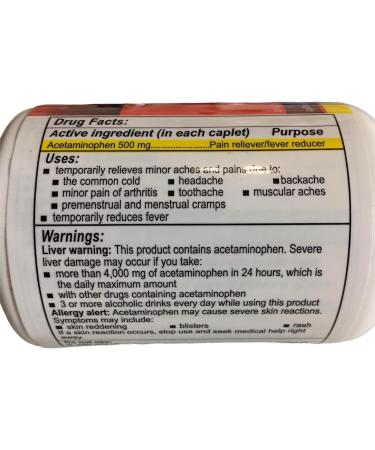 Drug Facts:
Active ingredient (in each caplet) Purpose
Acetaminophen 500 mg....................Pain reliever/fever reducer
Uses:
■ temporarily relieves minor aches and pains due to:
■ the common cold ■ headache ■ backache
■ minor pain of arthritis ■ toothache ■ muscular aches
■ premenstrual and menstrual cramps
■ temporarily reduces fever
Warnings:
Liver warning: This product contains acetaminophen. Severe
liver damage may occur if you take:
■ more than 4,000 mg of acetaminophen in 24 hours, which is
the daily maximum amount
■ with other drugs containing acetaminophen
■ 3 or more alcoholic drinks every day while using this product
Allergy alert: Acetaminophen may cause severe skin reactions.
Symptoms may include:
■ skin reddening ■ blisters ■ rash
If a skin reaction occurs, stop use and seek medical help right
away.